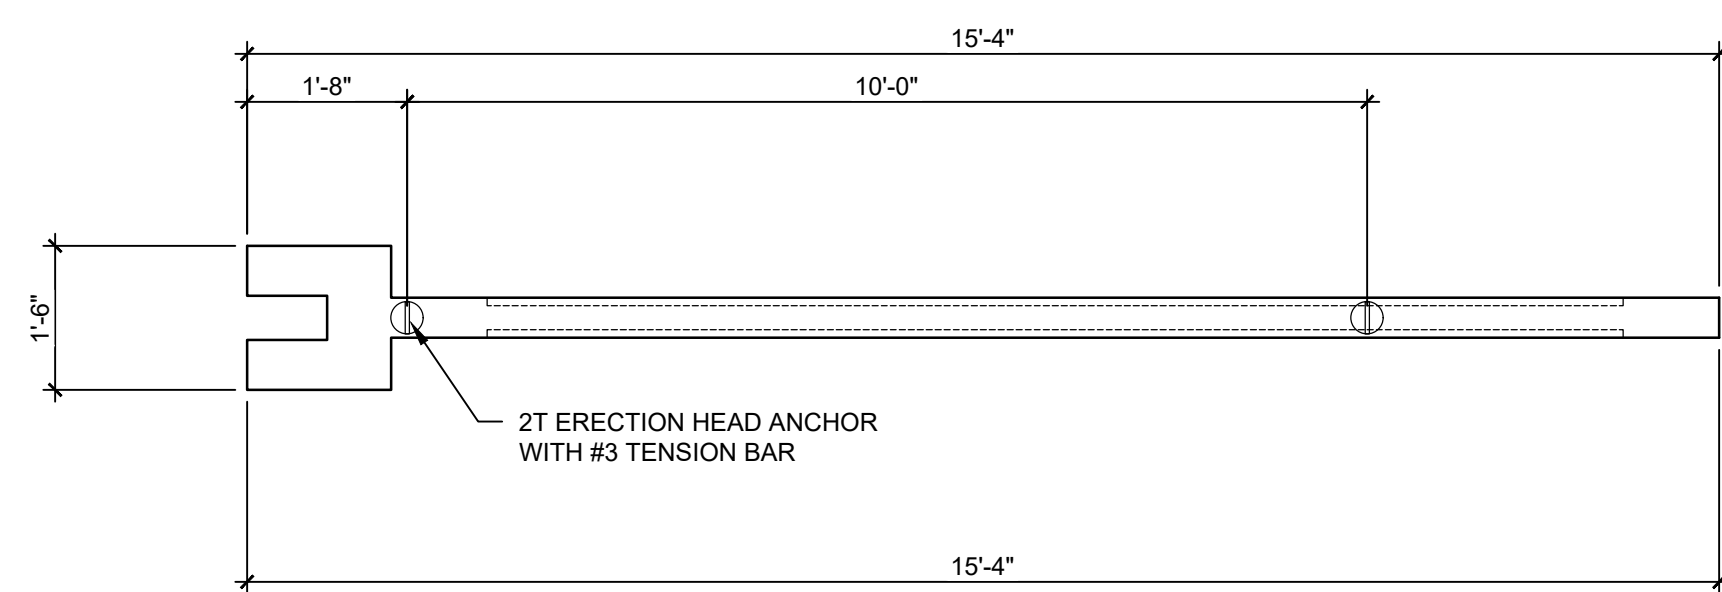 15'-4"
1'-8"
10'-0"
1'-6"
2T ERECTION HEAD ANCHOR
WITH #3 TENSION BAR
15'-4"